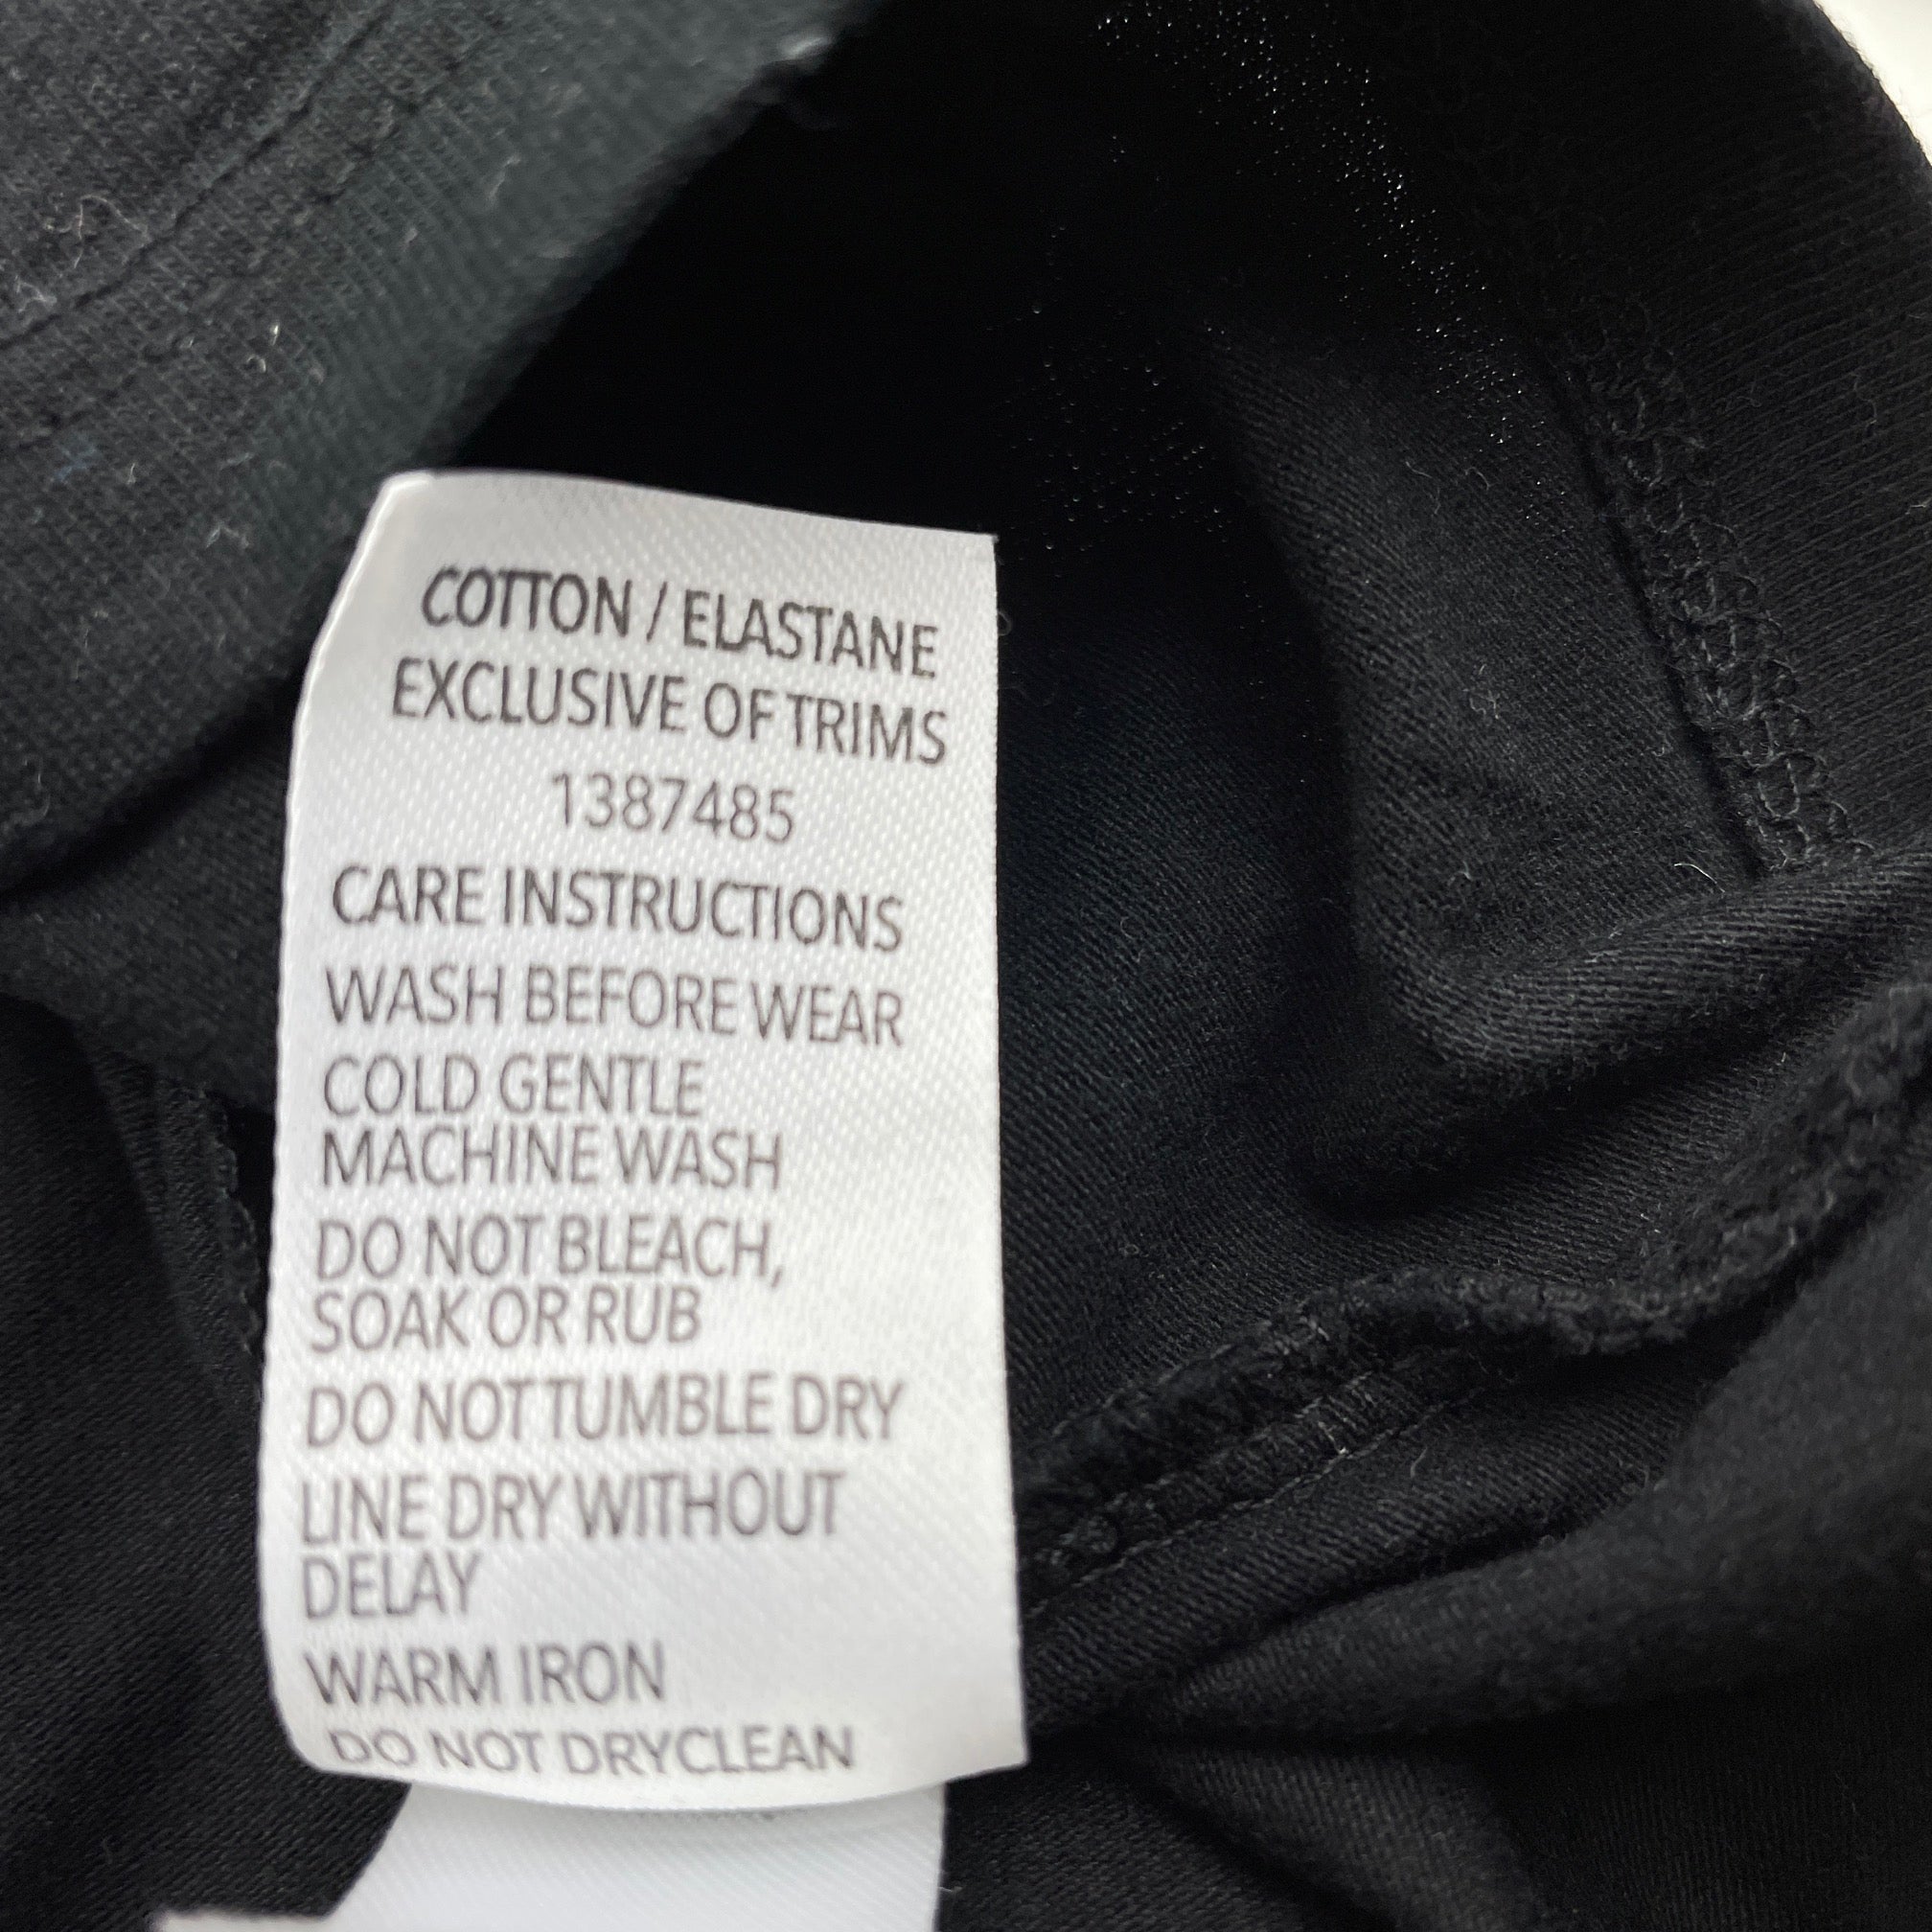 COTTON / ELASTANE
EXCLUSIVE OF TRIMS
1387485
CARE INSTRUCTIONS
WASH BEFORE WEAR
COLD GENTLE
MACHINE WASH
DO NOT BLEACH,
SOAK OR RUB
DO NOT TUMBLE DRY
LINE DRY WITHOUT
DELAY
WARM IRON
DO NOT DRYCLEAN